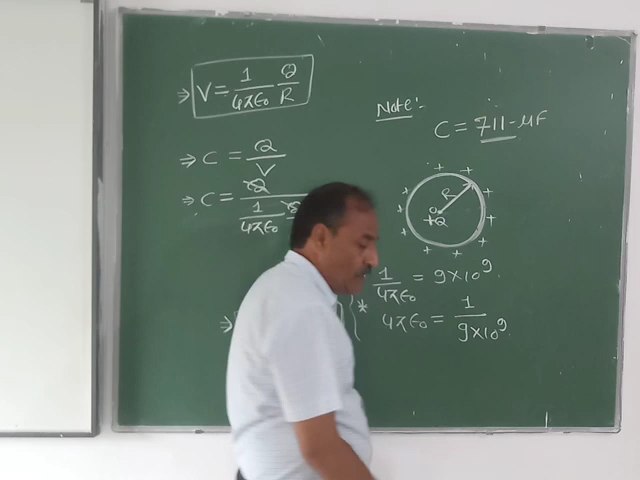 ⇒ V = 1/4πε₀ Q/R
⇒ C = Q/V
⇒ C = Q / 1/4πε₀ Q
⇒
Note:-
C = 711 μF
+ + + + + + + + + + +
R
O
+Q
* 1/4πε₀ = 9×10⁹
4πε₀ = 1/9×10⁹